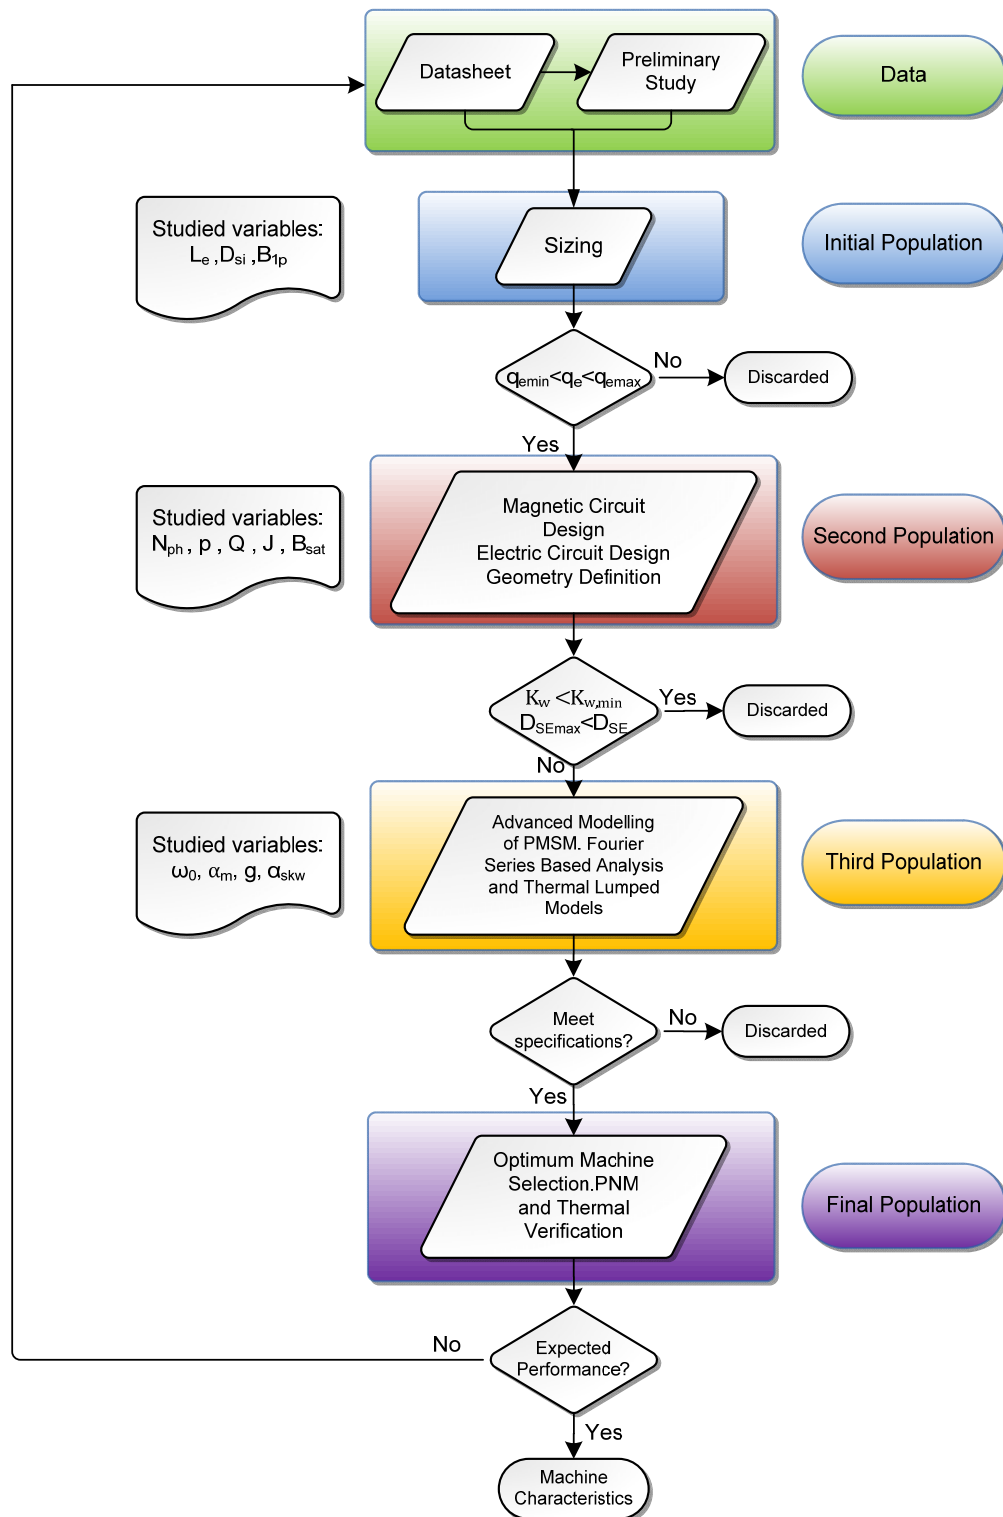 Datasheet
Preliminary
Study
Data
Studied variables:
Lₑ ,Dsi ,B1p
Sizing
Initial Population
qemin<qe<qemax
No
Discarded
Yes
Studied variables:
Nph , p , Q , J , Bsat
Magnetic Circuit
Design
Electric Circuit Design
Geometry Definition
Second Population
Kw <Kw,min
DSEmax<DSE
Yes
Discarded
No
Studied variables:
ω0, αm, g, αskw
Advanced Modelling
of PMSM. Fourier
Series Based Analysis
and Thermal Lumped
Models
Third Population
Meet
specifications?
No
Discarded
Yes
Optimum Machine
Selection.PNM
and Thermal
Verification
Final Population
No
Expected
Performance?
Yes
Machine
Characteristics